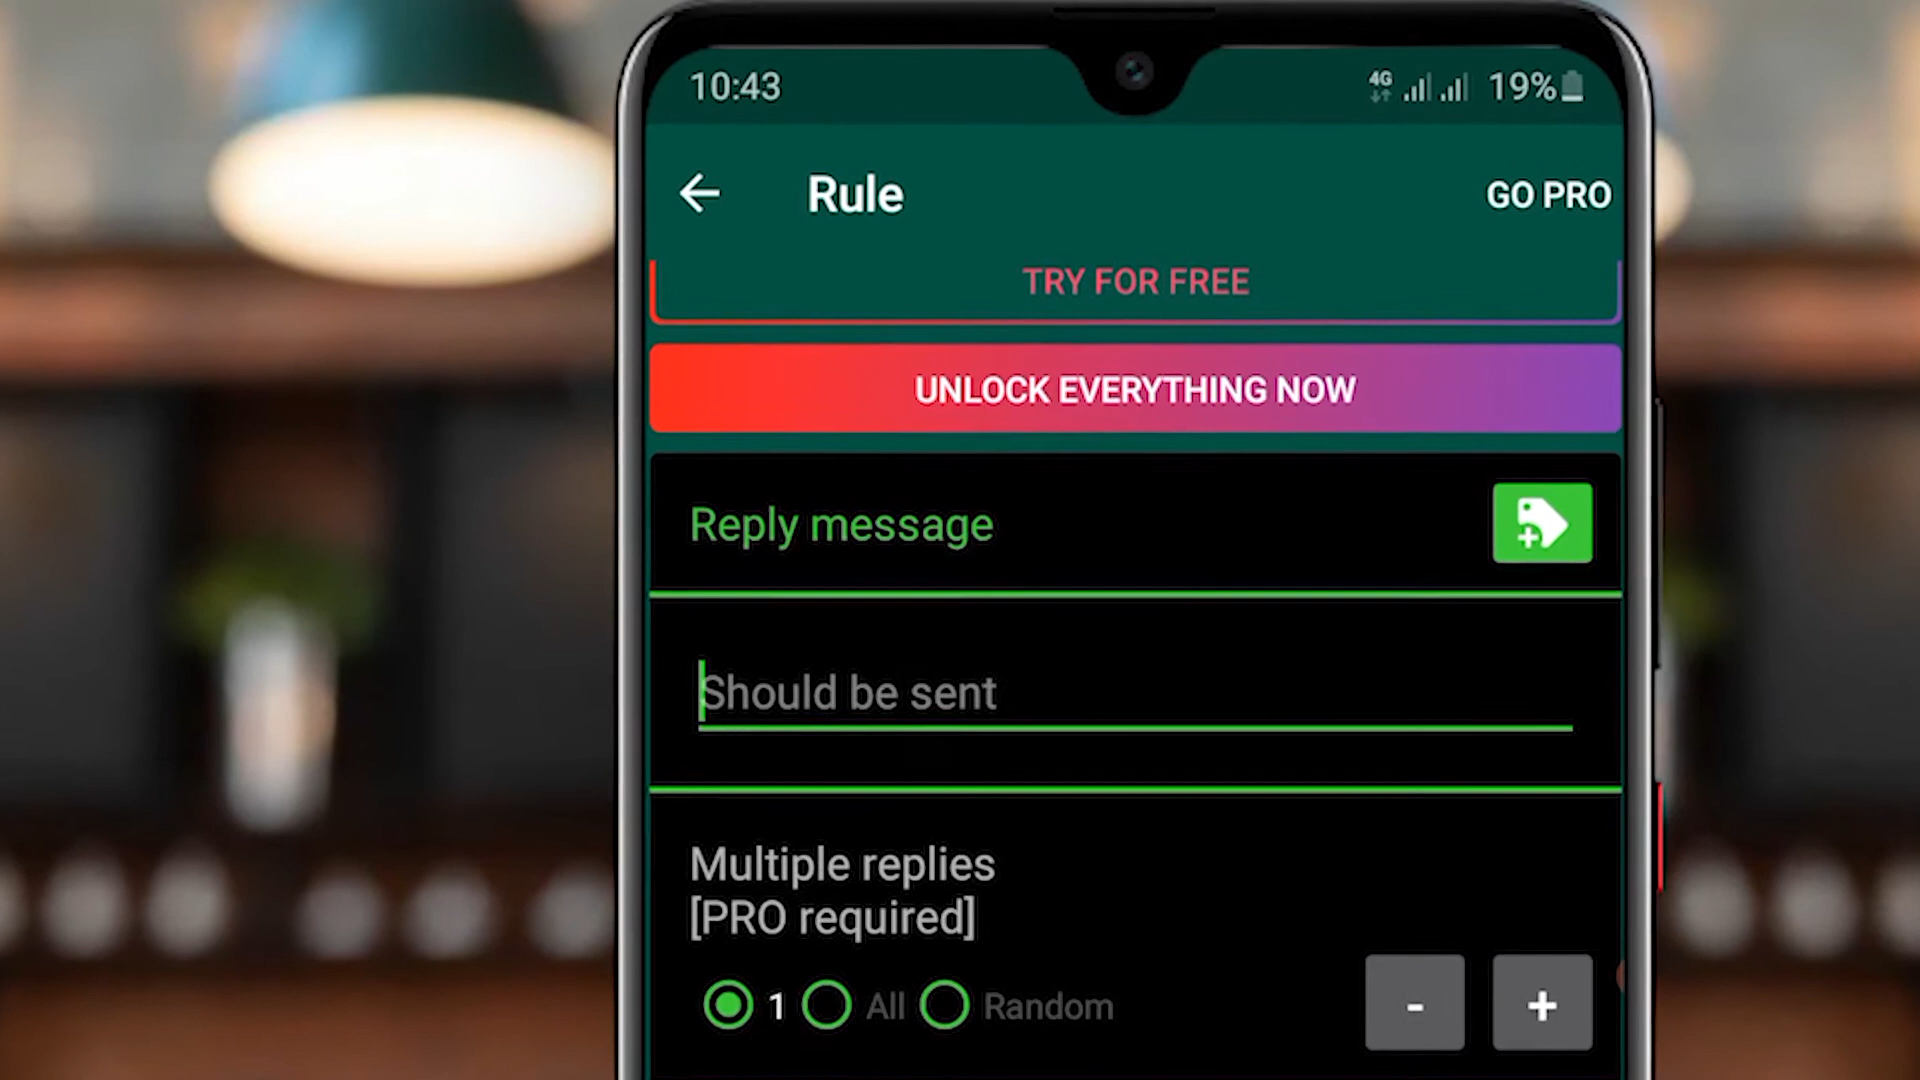 10:43
4G
19%
Rule
GO PRO
TRY FOR FREE
UNLOCK EVERYTHING NOW
Reply message
Should be sent
Multiple replies
[PRO required]
1 All Random
- +